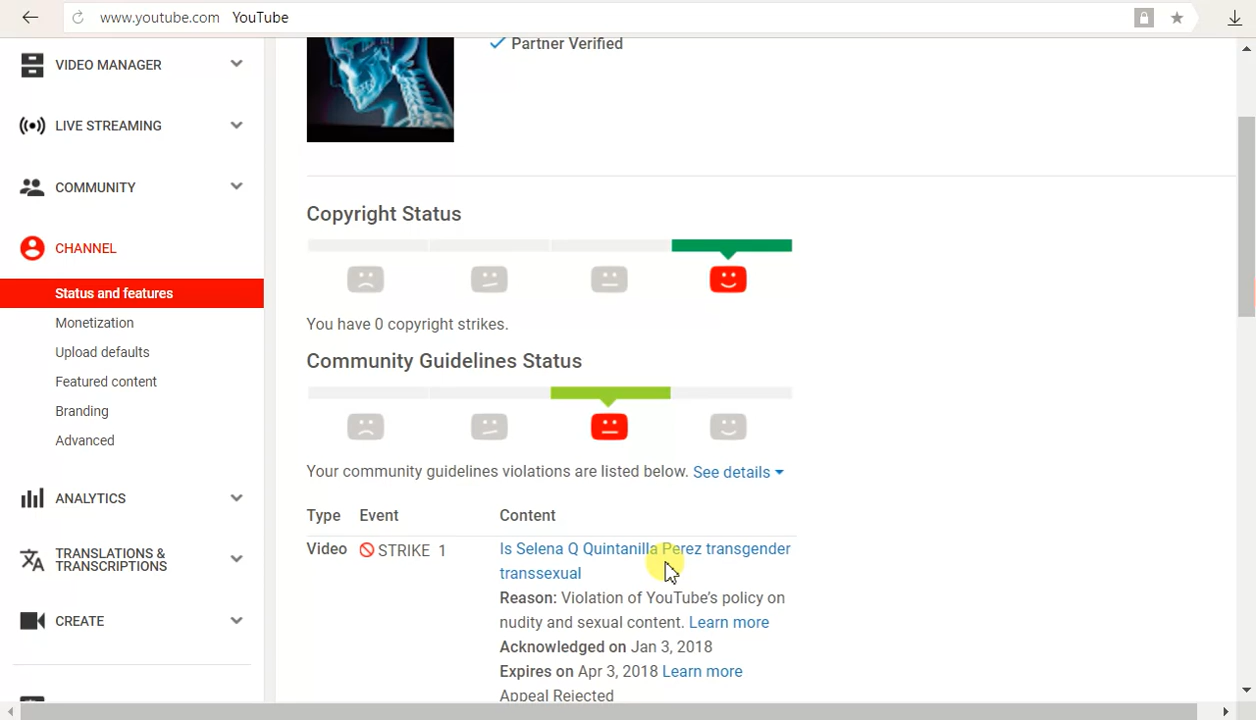 www.youtube.com YouTube
Partner Verified
VIDEO MANAGER
LIVE STREAMING
COMMUNITY
CHANNEL
Status and features
Monetization
Upload defaults
Featured content
Branding
Advanced
ANALYTICS
TRANSLATIONS &
TRANSCRIPTIONS
CREATE
Copyright Status
You have 0 copyright strikes.
Community Guidelines Status
Your community guidelines violations are listed below. See details
Type Event Content
Video STRIKE 1 Is Selena Q Quintanilla Perez transgender
transsexual
Reason: Violation of YouTube's policy on
nudity and sexual content. Learn more
Acknowledged on Jan 3, 2018
Expires on Apr 3, 2018 Learn more
Appeal Rejected